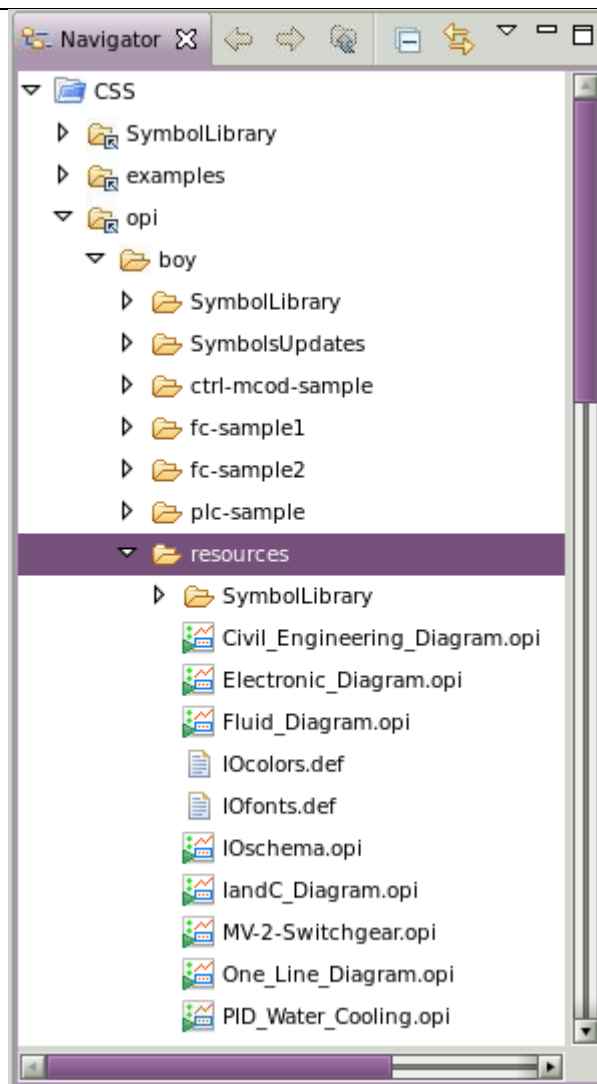 Navigator
CSS
SymbolLibrary
examples
opi
boy
SymbolLibrary
SymbolsUpdates
ctrl-mcod-sample
fc-sample1
fc-sample2
plc-sample
resources
SymbolLibrary
Civil_Engineering_Diagram.opi
Electronic_Diagram.opi
Fluid_Diagram.opi
IOcolors.def
IOfonts.def
IOschema.opi
IandC_Diagram.opi
MV-2-Switchgear.opi
One_Line_Diagram.opi
PID_Water_Cooling.opi